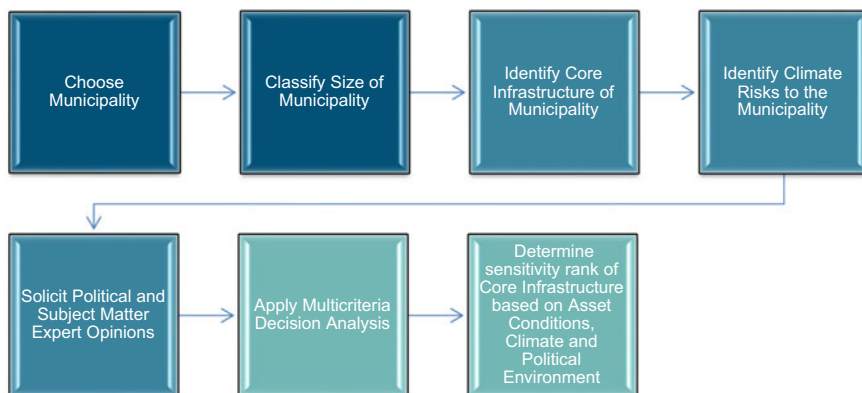 Choose
Municipality
Classify Size of
Municipality
Identify Core
Infrastructure of
Municipality
Identify Climate
Risks to the
Municipality
Solicit Political and
Subject Matter
Expert Opinions
Apply Multicriteria
Decision Analysis
Determine
sensitivity rank of
Core Infrastructure
based on Asset
Conditions,
Climate and
Political
Environment